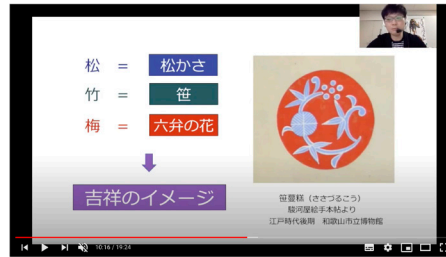 松 = 松かさ
竹 = 笹
梅 = 六弁の花
吉祥のイメージ
笹蔓糕（ささづるこう）
駿河屋絵手本帖より
江戸時代後期 和歌山市立博物館
10:16 / 19:24